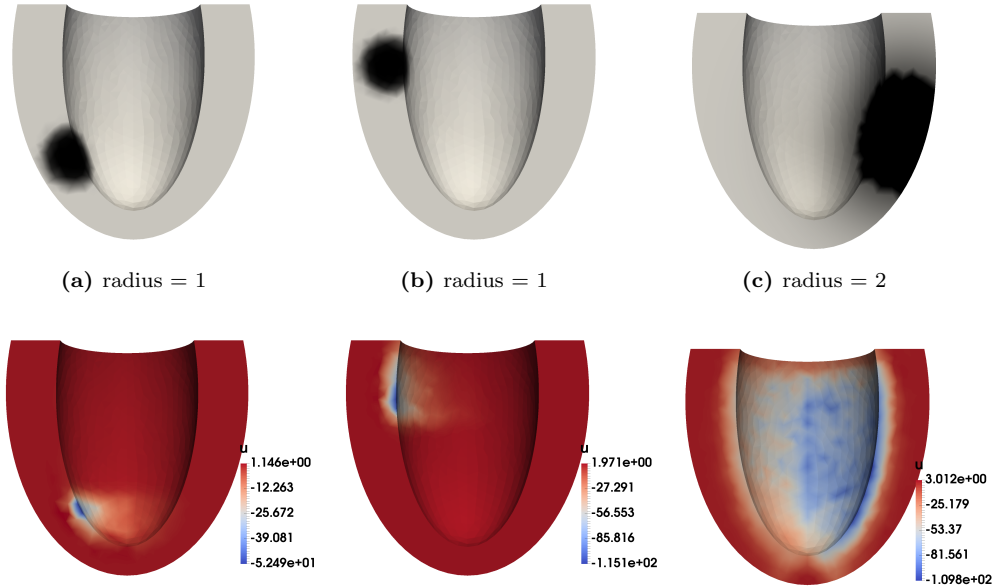 (a) radius = 1
(b) radius = 1
(c) radius = 2
u
1.146e+00
-12.263
-25.672
-39.081
-5.249e+01
u
1.971e+00
-27.291
-56.553
-85.816
-1.151e+02
u
3.012e+00
-25.179
-53.37
-81.561
-1.098e+02